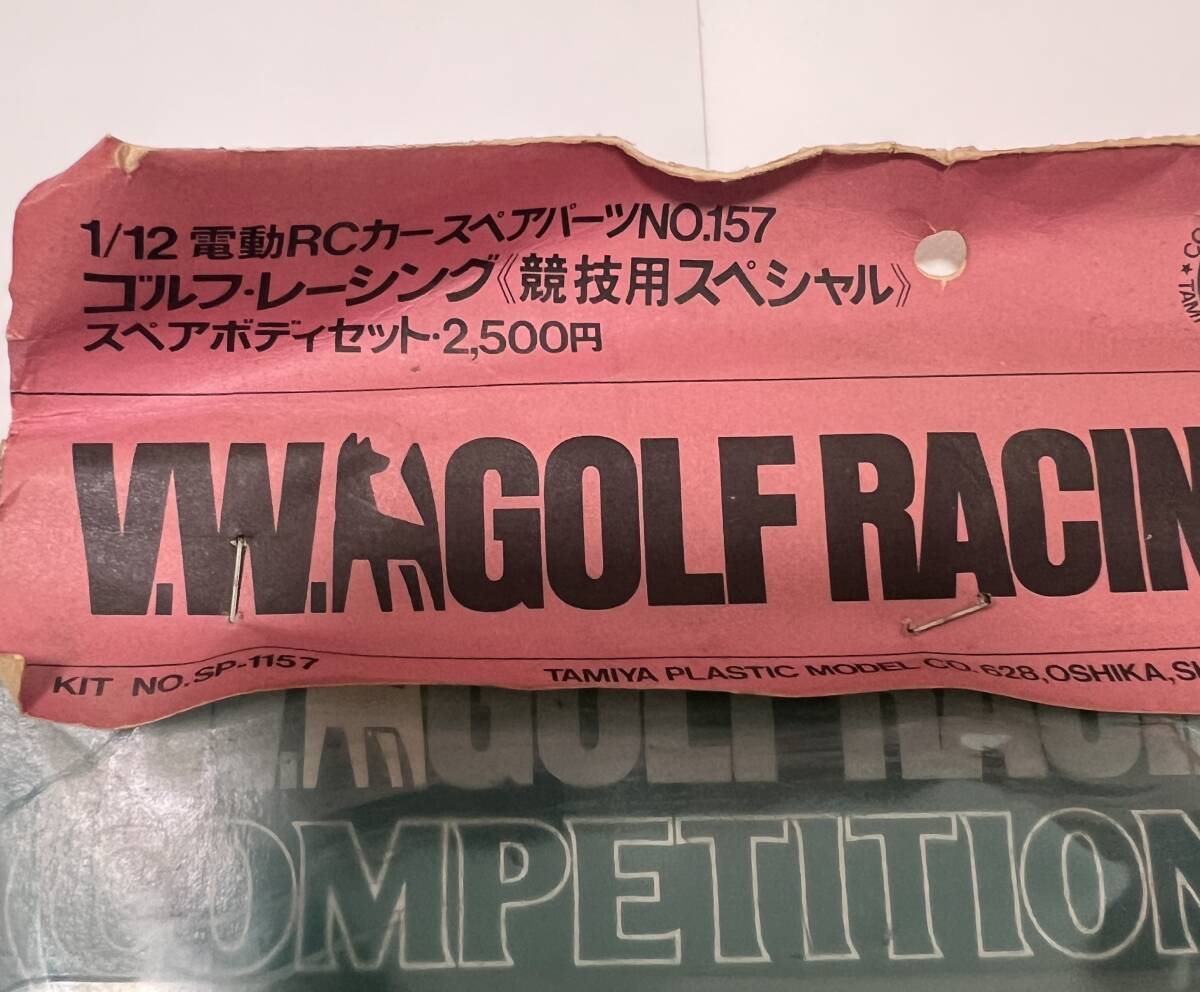 1/12 電動RCカースペアパーツNO.157
ゴルフ・レーシング《競技用スペシャル》
スペアボディセット・2,500円
V.W. GOLF RACIN
KIT NO.SP-1157
TAMIYA PLASTIC MODEL CO. 628, OSHIKA,
GOLF RACIN
COMPETITION